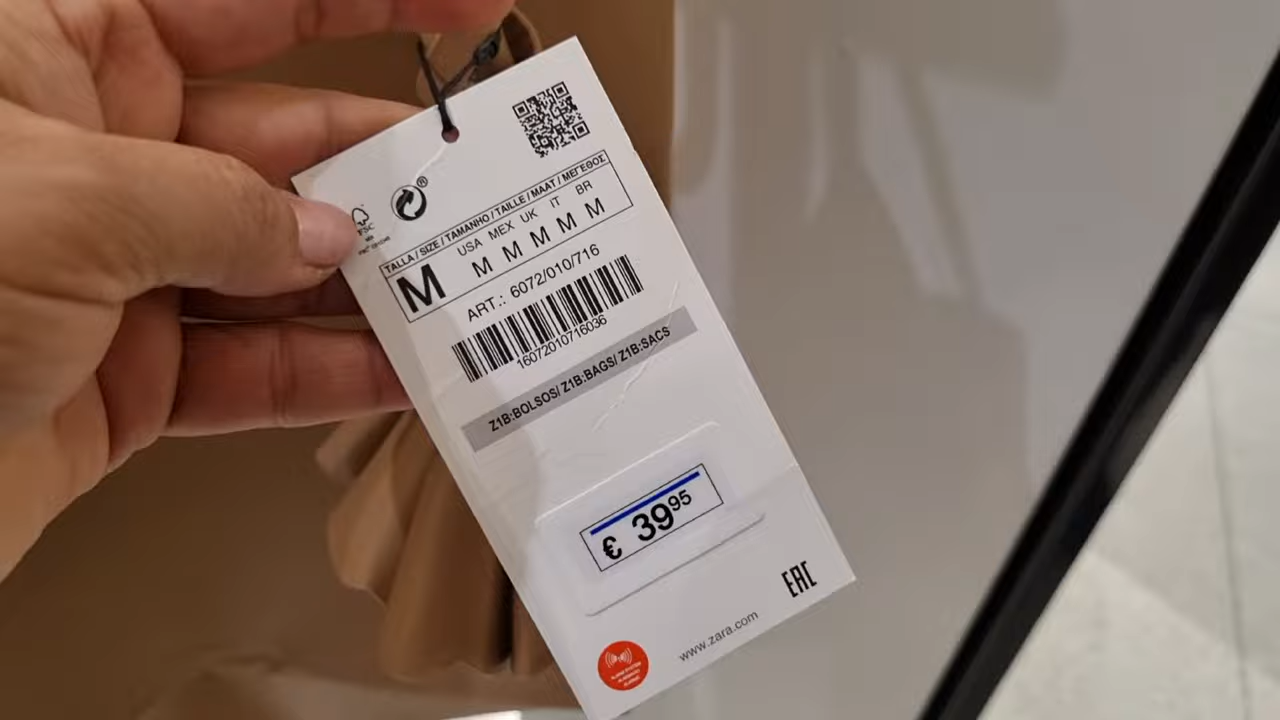 FSC
®
TALLA / SIZE / TAMANHO / TAILLE / MAAT / ΜΕΓΕΘΟΣ
USA MEX UK IT BR
M M M M M M
ART.: 6072/010/716
16072010716036
Z1B:BOLSOS/ Z1B:BAGS/ Z1B:SACS
€ 39⁹⁵
EAC
www.zara.com